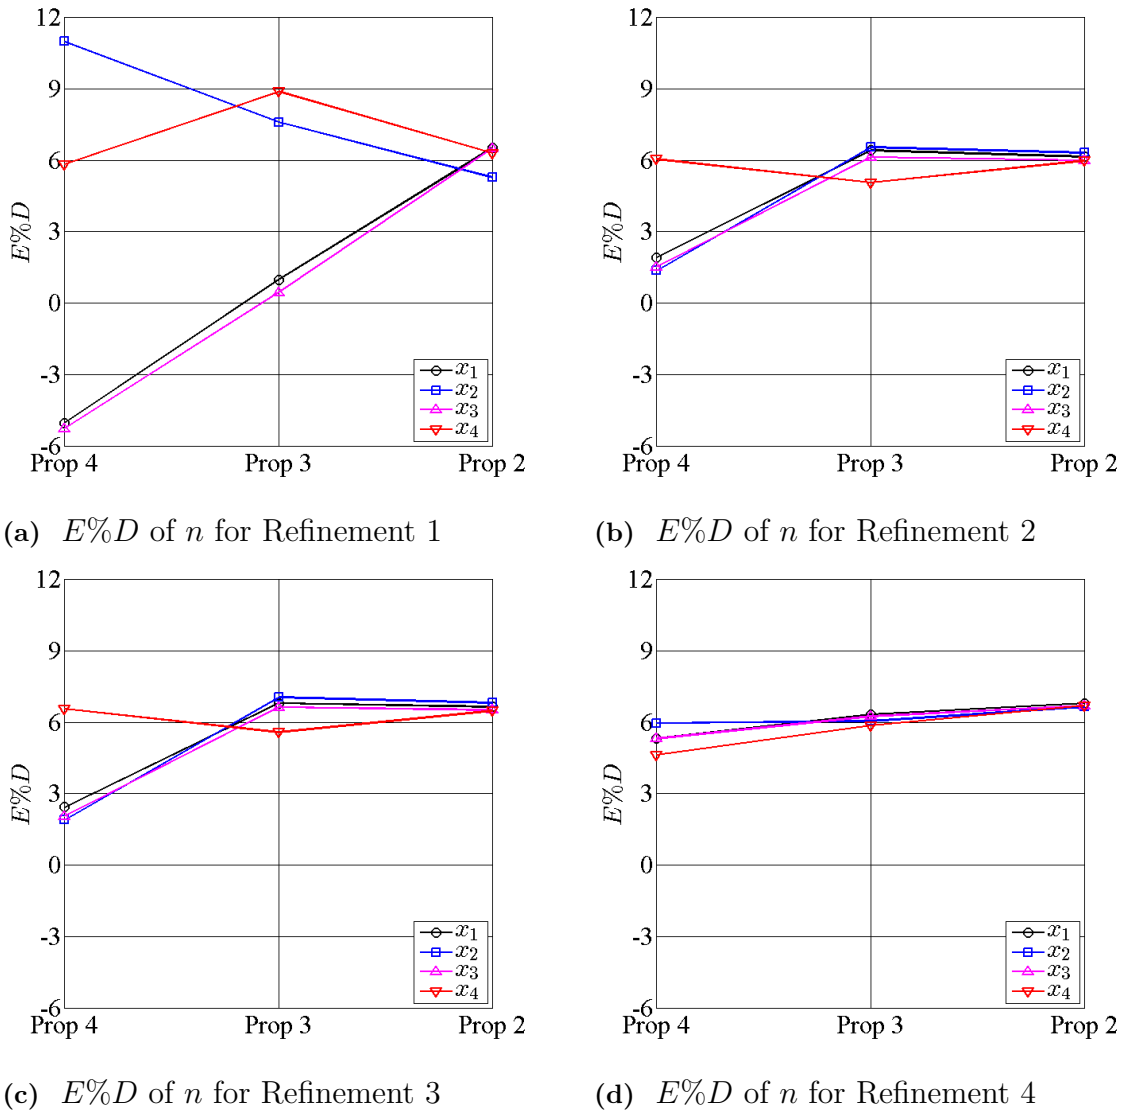 12
9
6
3
0
-3
-6
E%D
Prop 4 Prop 3 Prop 2
x1
x2
x3
x4
(a) E%D of n for Refinement 1
12
9
6
3
0
-3
-6
E%D
Prop 4 Prop 3 Prop 2
x1
x2
x3
x4
(b) E%D of n for Refinement 2
12
9
6
3
0
-3
-6
E%D
Prop 4 Prop 3 Prop 2
x1
x2
x3
x4
(c) E%D of n for Refinement 3
12
9
6
3
0
-3
-6
E%D
Prop 4 Prop 3 Prop 2
x1
x2
x3
x4
(d) E%D of n for Refinement 4